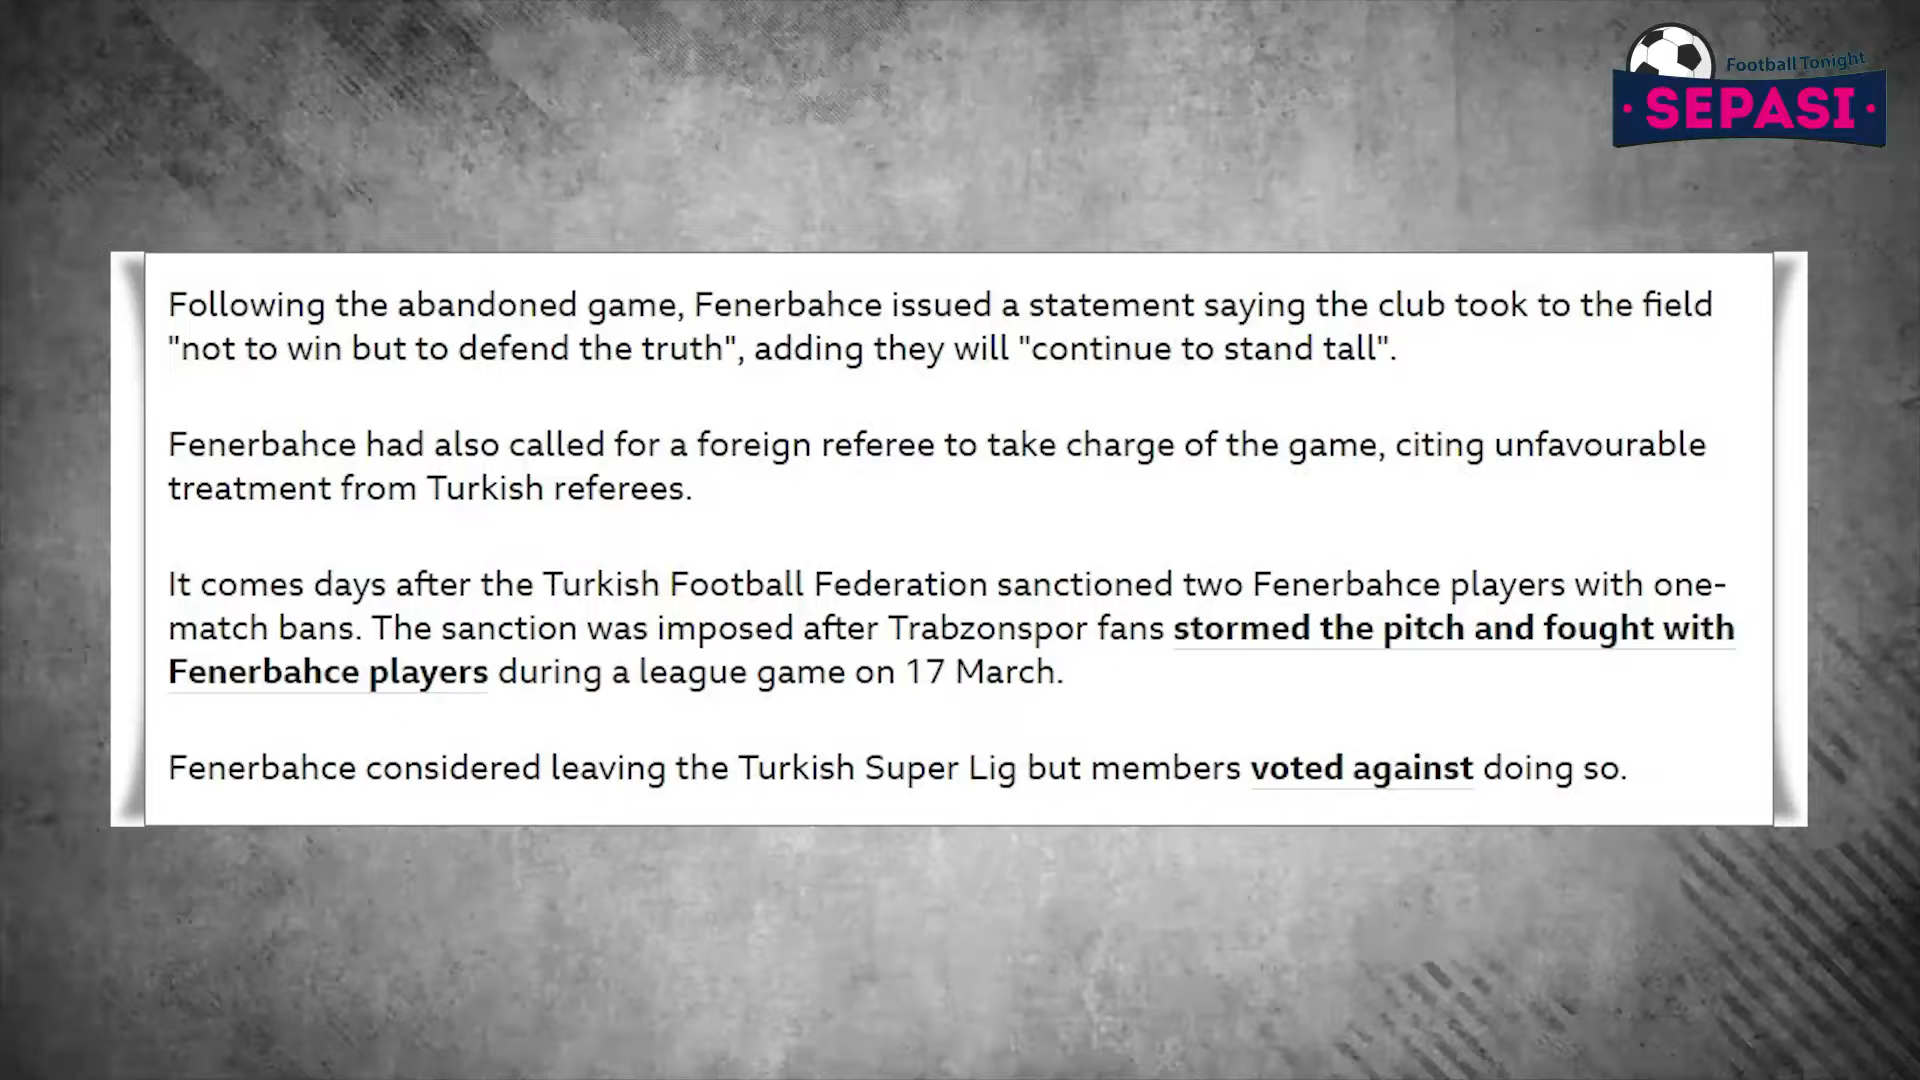 Football Tonight
SEPASI
Following the abandoned game, Fenerbahce issued a statement saying the club took to the field
"not to win but to defend the truth", adding they will "continue to stand tall".
Fenerbahce had also called for a foreign referee to take charge of the game, citing unfavourable
treatment from Turkish referees.
It comes days after the Turkish Football Federation sanctioned two Fenerbahce players with one-
match bans. The sanction was imposed after Trabzonspor fans stormed the pitch and fought with
Fenerbahce players during a league game on 17 March.
Fenerbahce considered leaving the Turkish Super Lig but members voted against doing so.